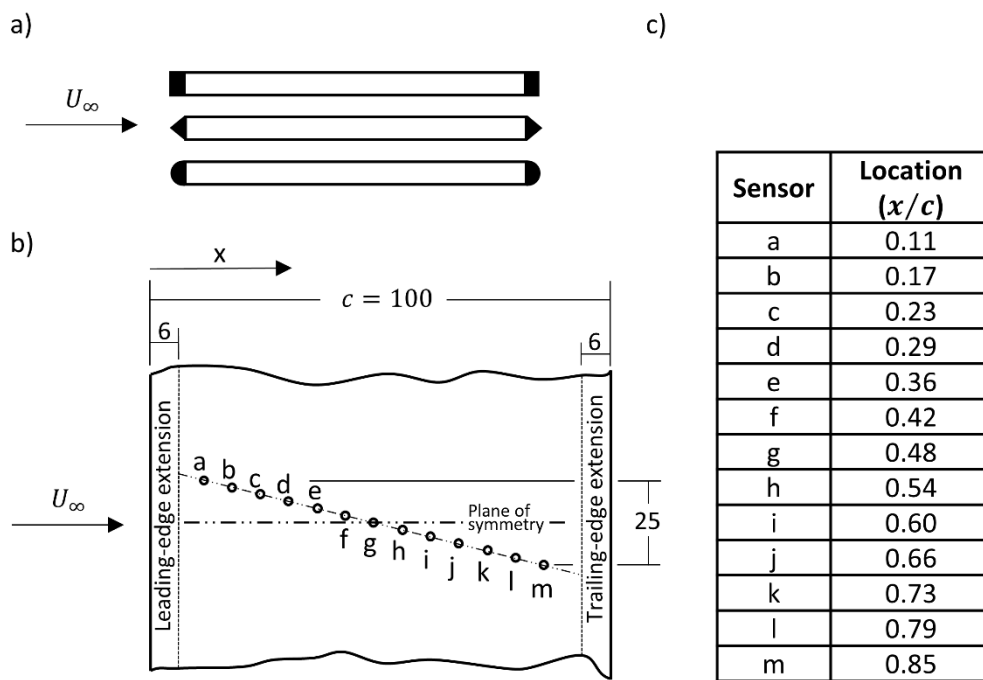 a)
U∞
b)
x
c = 100
6
6
Leading-edge extension
Trailing-edge extension
a b c d e
f g h i j k l m
Plane of
symmetry
25
U∞
c)
Sensor Location
(x/c)
a 0.11
b 0.17
c 0.23
d 0.29
e 0.36
f 0.42
g 0.48
h 0.54
i 0.60
j 0.66
k 0.73
l 0.79
m 0.85